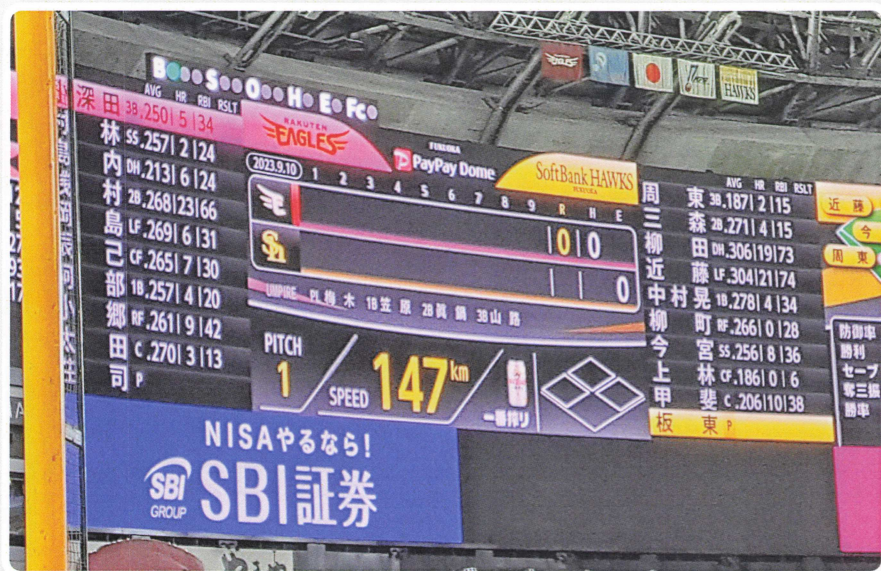 B S O H E Fc
AVG HR RBI RSLT
深田 3B .250 5 34
林 SS .257 2 24
内 DH .213 6 24
村 2B .268 23 66
島 LF .269 6 31
己 CF .265 7 30
部 1B .257 4 20
郷 RF .261 9 42
田 C .270 3 13
司 P
RAKUTEN
EAGLES
FUKUOKA
PayPay Dome
SoftBank HAWKS
FUKUOKA
2023.9.10 1 2 3 4 5 6 7 8 9 R H E
E 0 0
SH 0
UMPIRE PL 梅木 1B 笠原 2B 眞鍋 3B 山路
PITCH
1
SPEED 147km
一番搾り
AVG HR RBI RSLT
周東 3B .187 2 15
三森 2B .271 4 15
柳田 DH .306 19 73
近藤 LF .304 21 74
中村晃 1B .278 4 34
柳町 RF .266 0 28
今宮 SS .256 8 36
上林 CF .186 0 6
甲斐 C .206 10 38
板東 P
近藤
今
周東
防御率
勝利
セーブ
奪三振
勝率
HAWKS
NISAやるなら!
SBI
GROUP
SBI証券